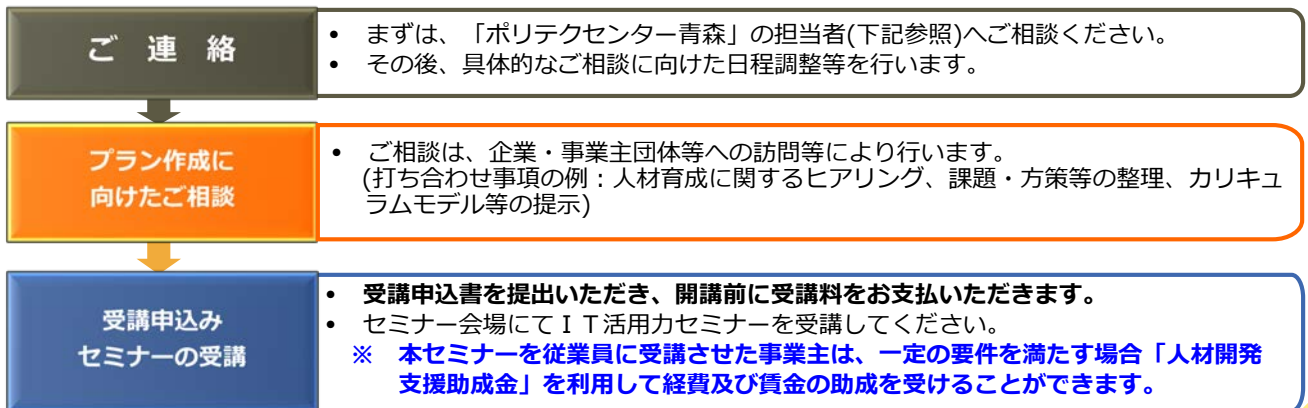 ご 連 絡
• まずは、「ポリテクセンター青森」の担当者(下記参照)へご相談ください。
• その後、具体的なご相談に向けた日程調整等を行います。
プラン作成に
向けたご相談
• ご相談は、企業・事業主団体等への訪問等により行います。
(打ち合わせ事項の例：人材育成に関するヒアリング、課題・方策等の整理、カリキュ
ラムモデル等の提示)
受講申込み
セミナーの受講
• 受講申込書を提出いただき、開講前に受講料をお支払いただきます。
• セミナー会場にてＩＴ活用力セミナーを受講してください。
※ 本セミナーを従業員に受講させた事業主は、一定の要件を満たす場合「人材開発
支援助成金」を利用して経費及び賃金の助成を受けることができます。